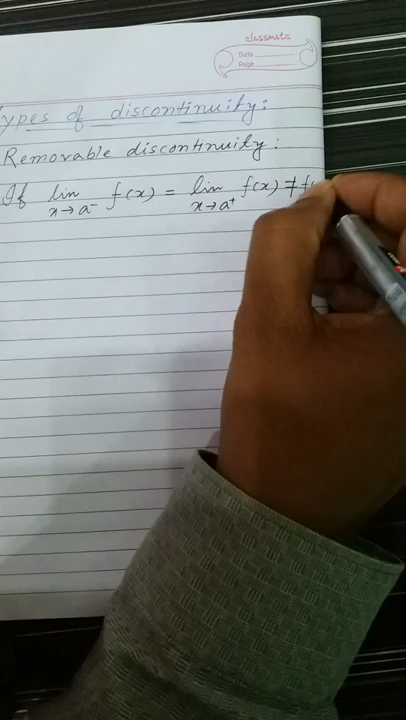 classmate
Date
Page
ypes of discontinuity:
Removable discontinuity:
If lim f(x) = lim f(x) ≠ f(
x→a⁻ x→a⁺